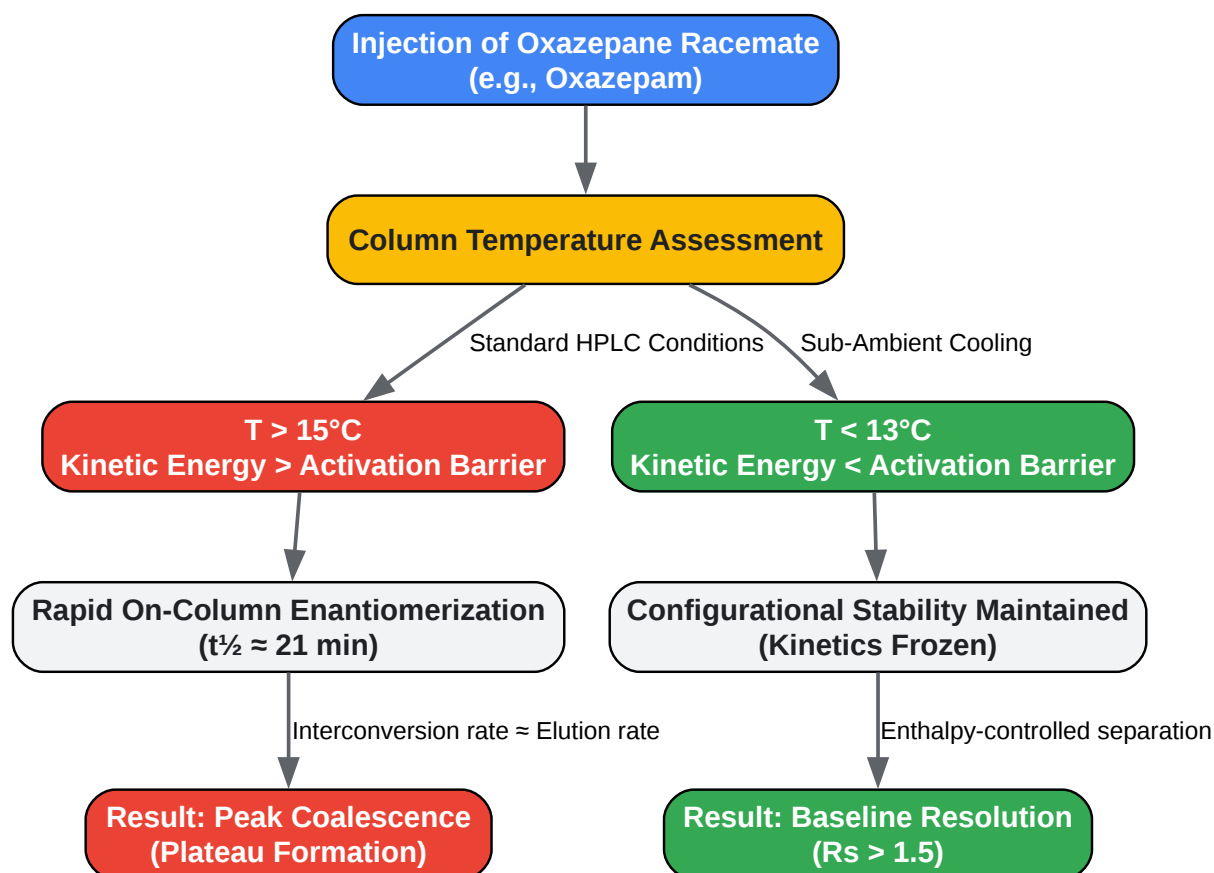 Injection of Oxazepane Racemate
(e.g., Oxazepam)
Column Temperature Assessment
Standard HPLC Conditions
Sub-Ambient Cooling
T > 15°C
Kinetic Energy > Activation Barrier
T < 13°C
Kinetic Energy < Activation Barrier
Rapid On-Column Enantiomerization
(t½ ≈ 21 min)
Configurational Stability Maintained
(Kinetics Frozen)
Interconversion rate ≈ Elution rate
Enthalpy-controlled separation
Result: Peak Coalescence
(Plateau Formation)
Result: Baseline Resolution
(Rs > 1.5)